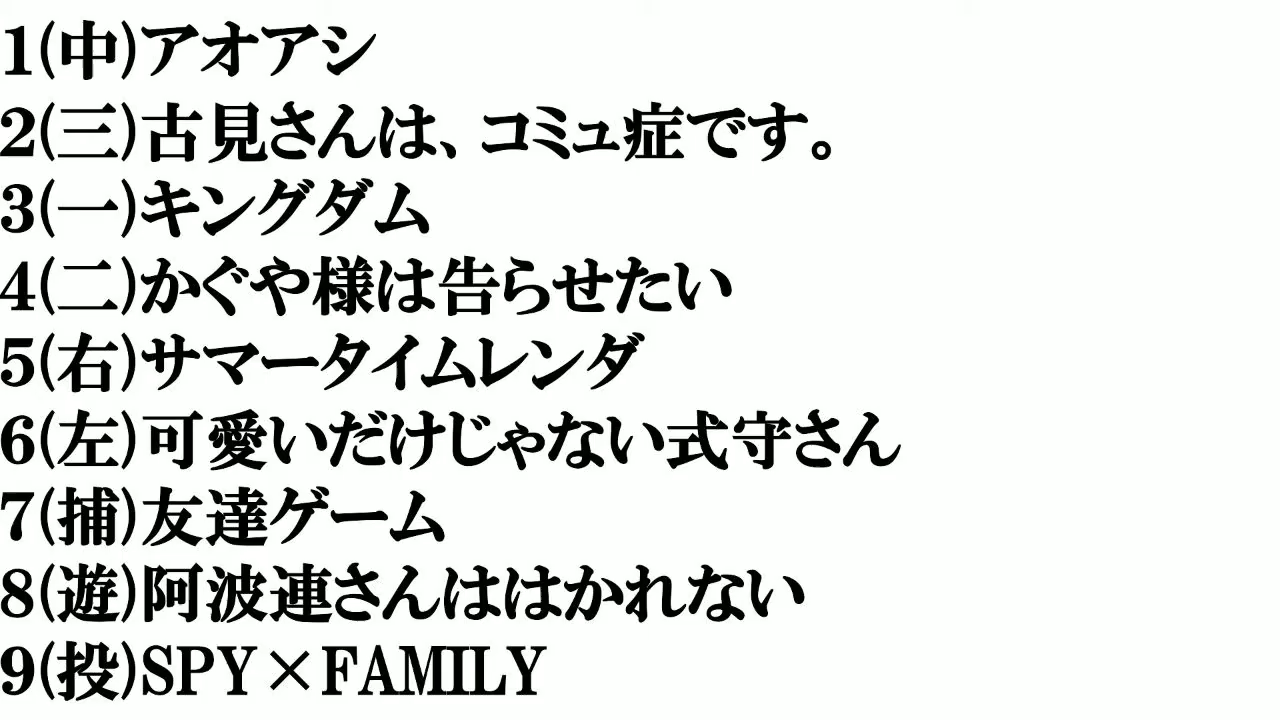 1(中)アオアシ
2(三)古見さんは、コミュ症です。
3(一)キングダム
4(二)かぐや様は告らせたい
5(右)サマータイムレンダ
6(左)可愛いだけじゃない式守さん
7(捕)友達ゲーム
8(遊)阿波連さんははかれない
9(投)SPY×FAMILY